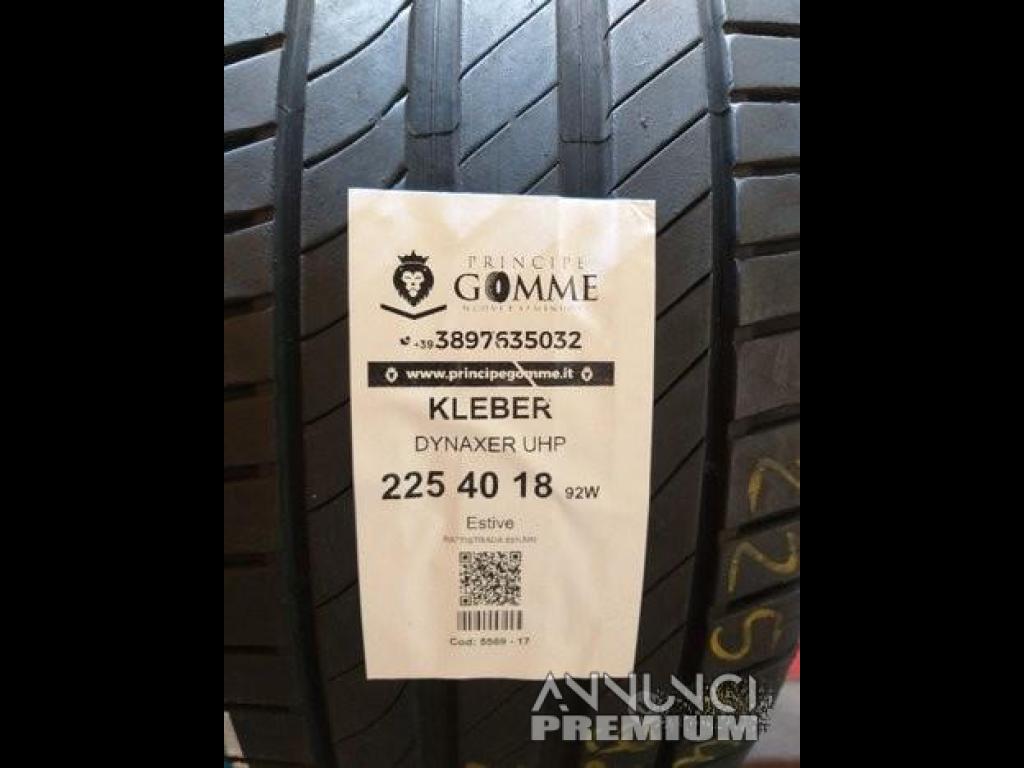 PRINCIPE
GOMME
+39 3897635032
www.principegomme.it
KLEBER
DYNAXER UHP
225 40 18 92W
Estive
Cod: 5569 - 17
225
ANNUNCI
PREMIUM